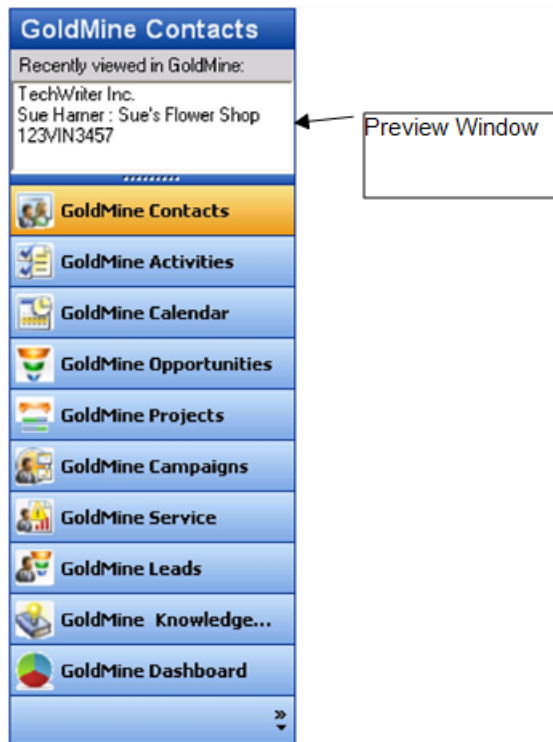 GoldMine Contacts
Recently viewed in GoldMine:
TechWriter Inc.
Sue Harner : Sue's Flower Shop
123VIN3457
Preview Window
GoldMine Contacts
GoldMine Activities
GoldMine Calendar
GoldMine Opportunities
GoldMine Projects
GoldMine Campaigns
GoldMine Service
GoldMine Leads
GoldMine Knowledge...
GoldMine Dashboard
»